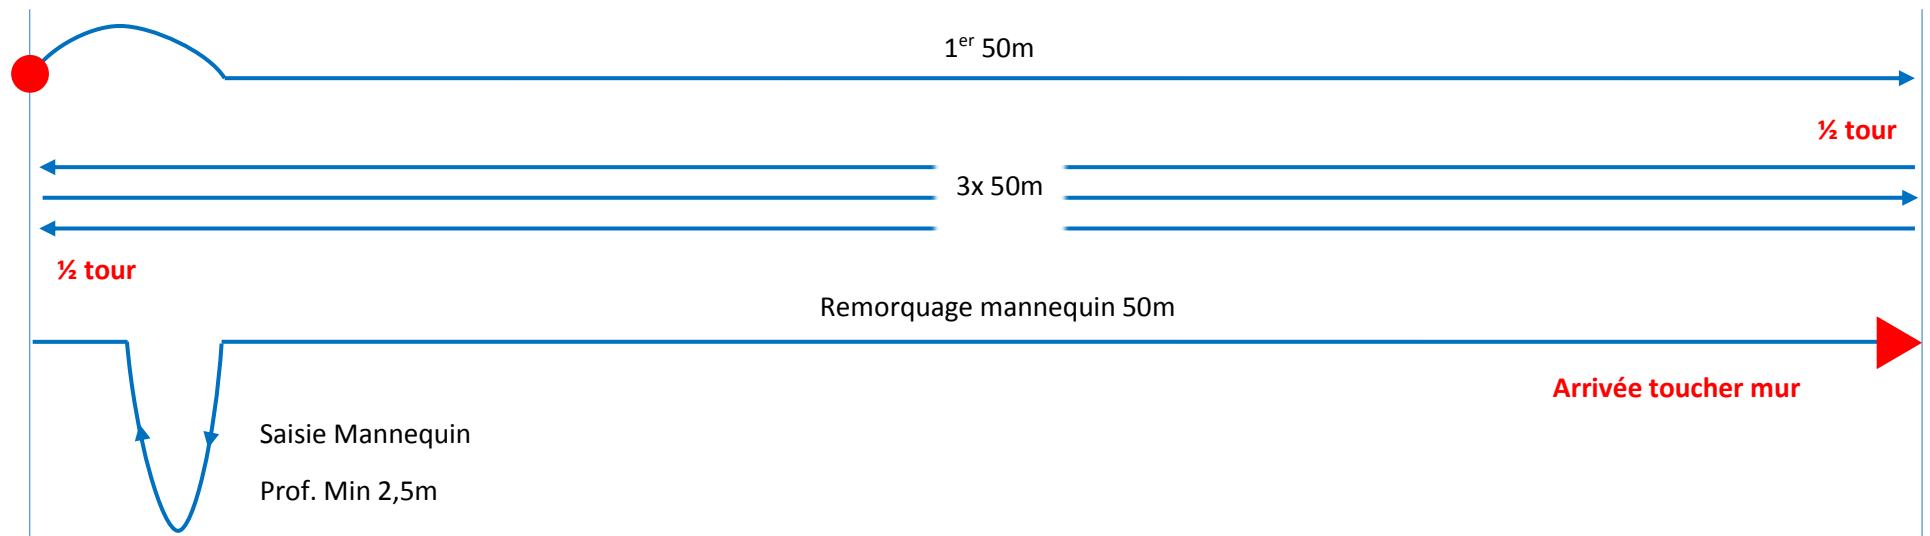 1er 50m
½ tour
3x 50m
½ tour
Remorquage mannequin 50m
Arrivée toucher mur
Saisie Mannequin
Prof. Min 2,5m